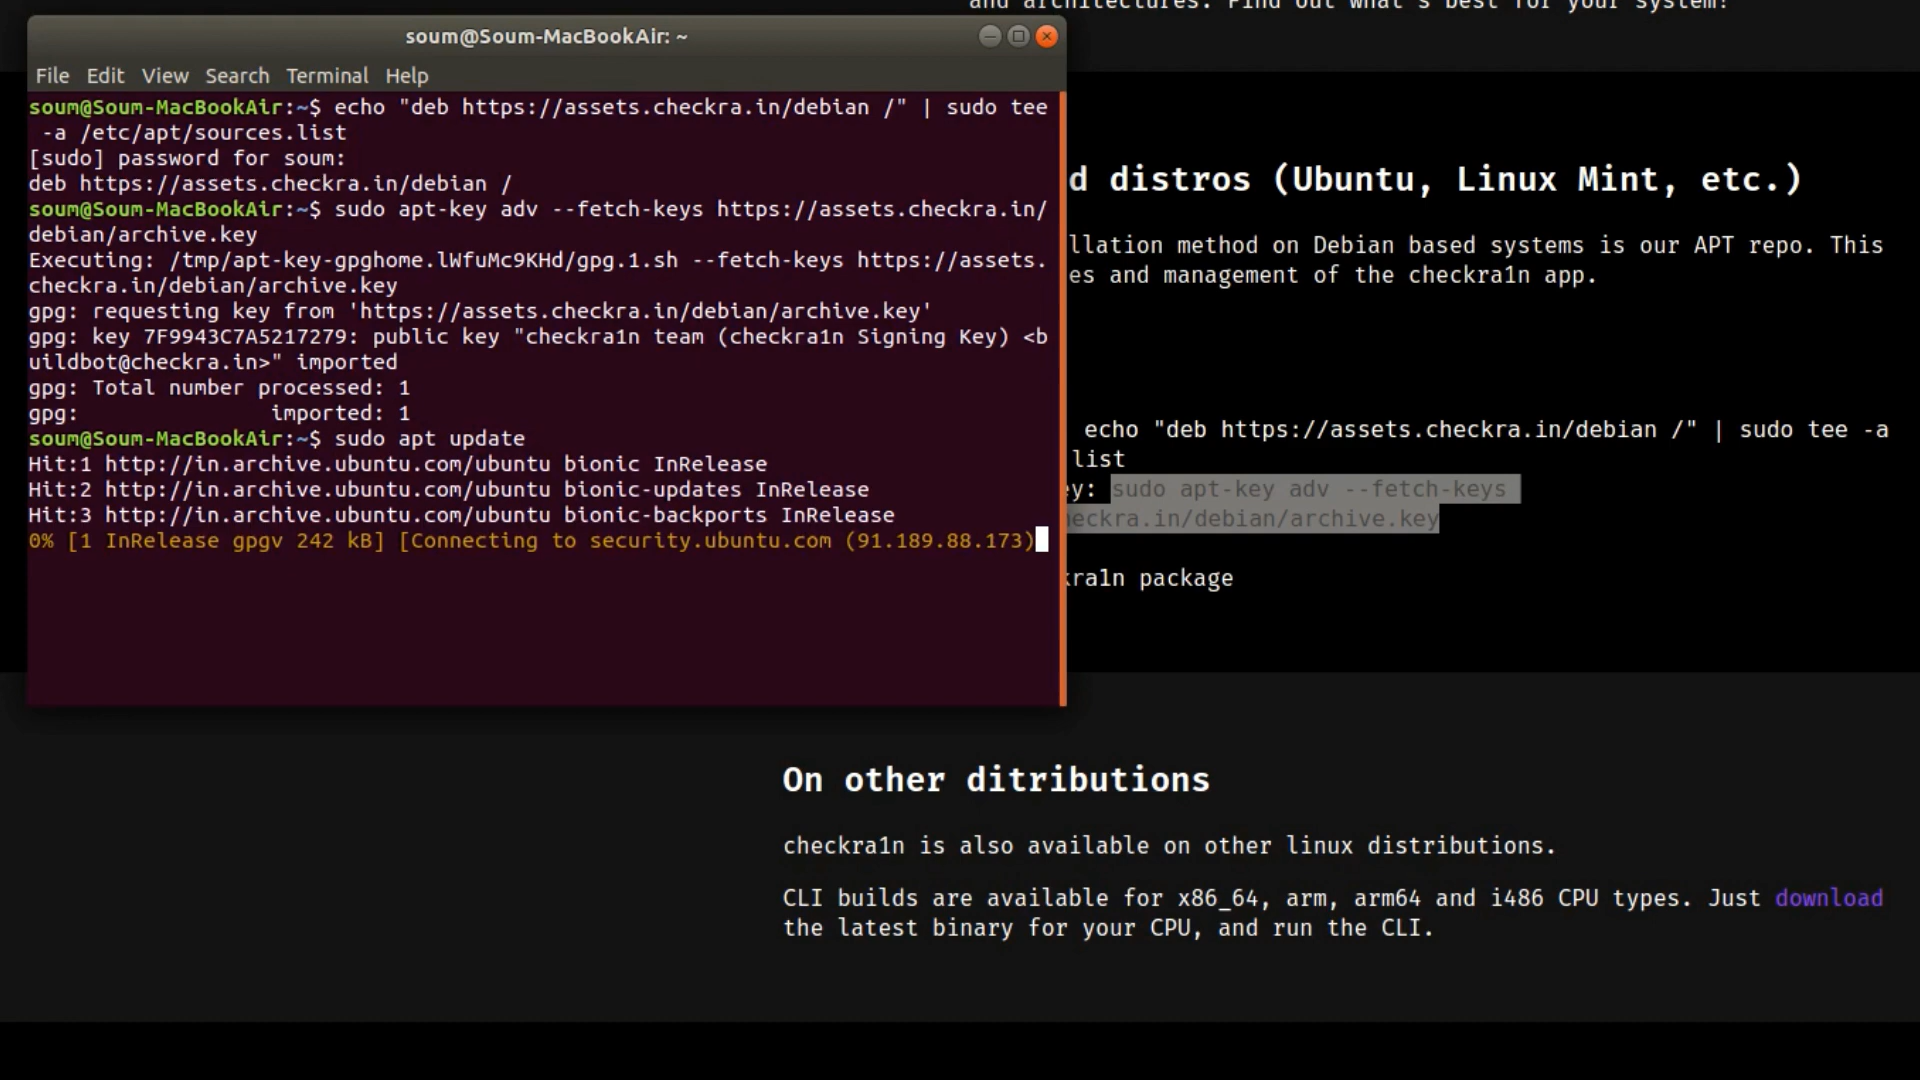 and architectures. Find out what's best for your system!
soum@Soum-MacBookAir: ~
File Edit View Search Terminal Help
soum@Soum-MacBookAir:~$ echo "deb https://assets.checkra.in/debian /" | sudo tee
-a /etc/apt/sources.list
[sudo] password for soum:
deb https://assets.checkra.in/debian /
soum@Soum-MacBookAir:~$ sudo apt-key adv --fetch-keys https://assets.checkra.in/
debian/archive.key
Executing: /tmp/apt-key-gpghome.lWfuMc9KHd/gpg.1.sh --fetch-keys https://assets.
checkra.in/debian/archive.key
gpg: requesting key from 'https://assets.checkra.in/debian/archive.key'
gpg: key 7F9943C7A5217279: public key "checkra1n team (checkra1n Signing Key) <b
uildbot@checkra.in>" imported
gpg: Total number processed: 1
gpg:               imported: 1
soum@Soum-MacBookAir:~$ sudo apt update
Hit:1 http://in.archive.ubuntu.com/ubuntu bionic InRelease
Hit:2 http://in.archive.ubuntu.com/ubuntu bionic-updates InRelease
Hit:3 http://in.archive.ubuntu.com/ubuntu bionic-backports InRelease
0% [1 InRelease gpgv 242 kB] [Connecting to security.ubuntu.com (91.189.88.173)
d distros (Ubuntu, Linux Mint, etc.)
llation method on Debian based systems is our APT repo. This
es and management of the checkra1n app.
echo "deb https://assets.checkra.in/debian /" | sudo tee -a
list
ey: sudo apt-key adv --fetch-keys
eckra.in/debian/archive.key
kra1n package
On other ditributions
checkra1n is also available on other linux distributions.
CLI builds are available for x86_64, arm, arm64 and i486 CPU types. Just download
the latest binary for your CPU, and run the CLI.